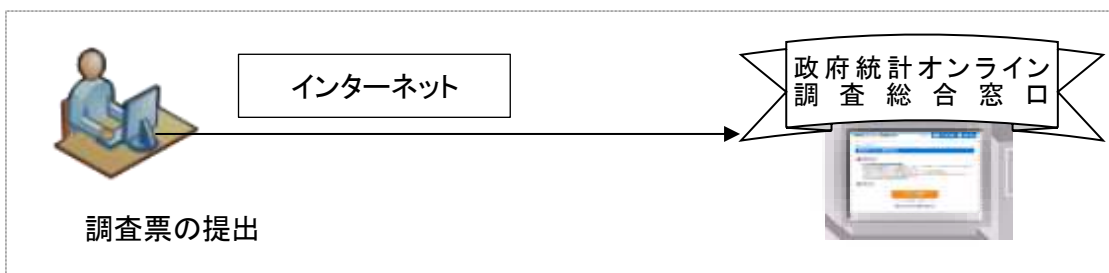 インターネット
政府統計オンライン
調査総合窓口
調査票の提出